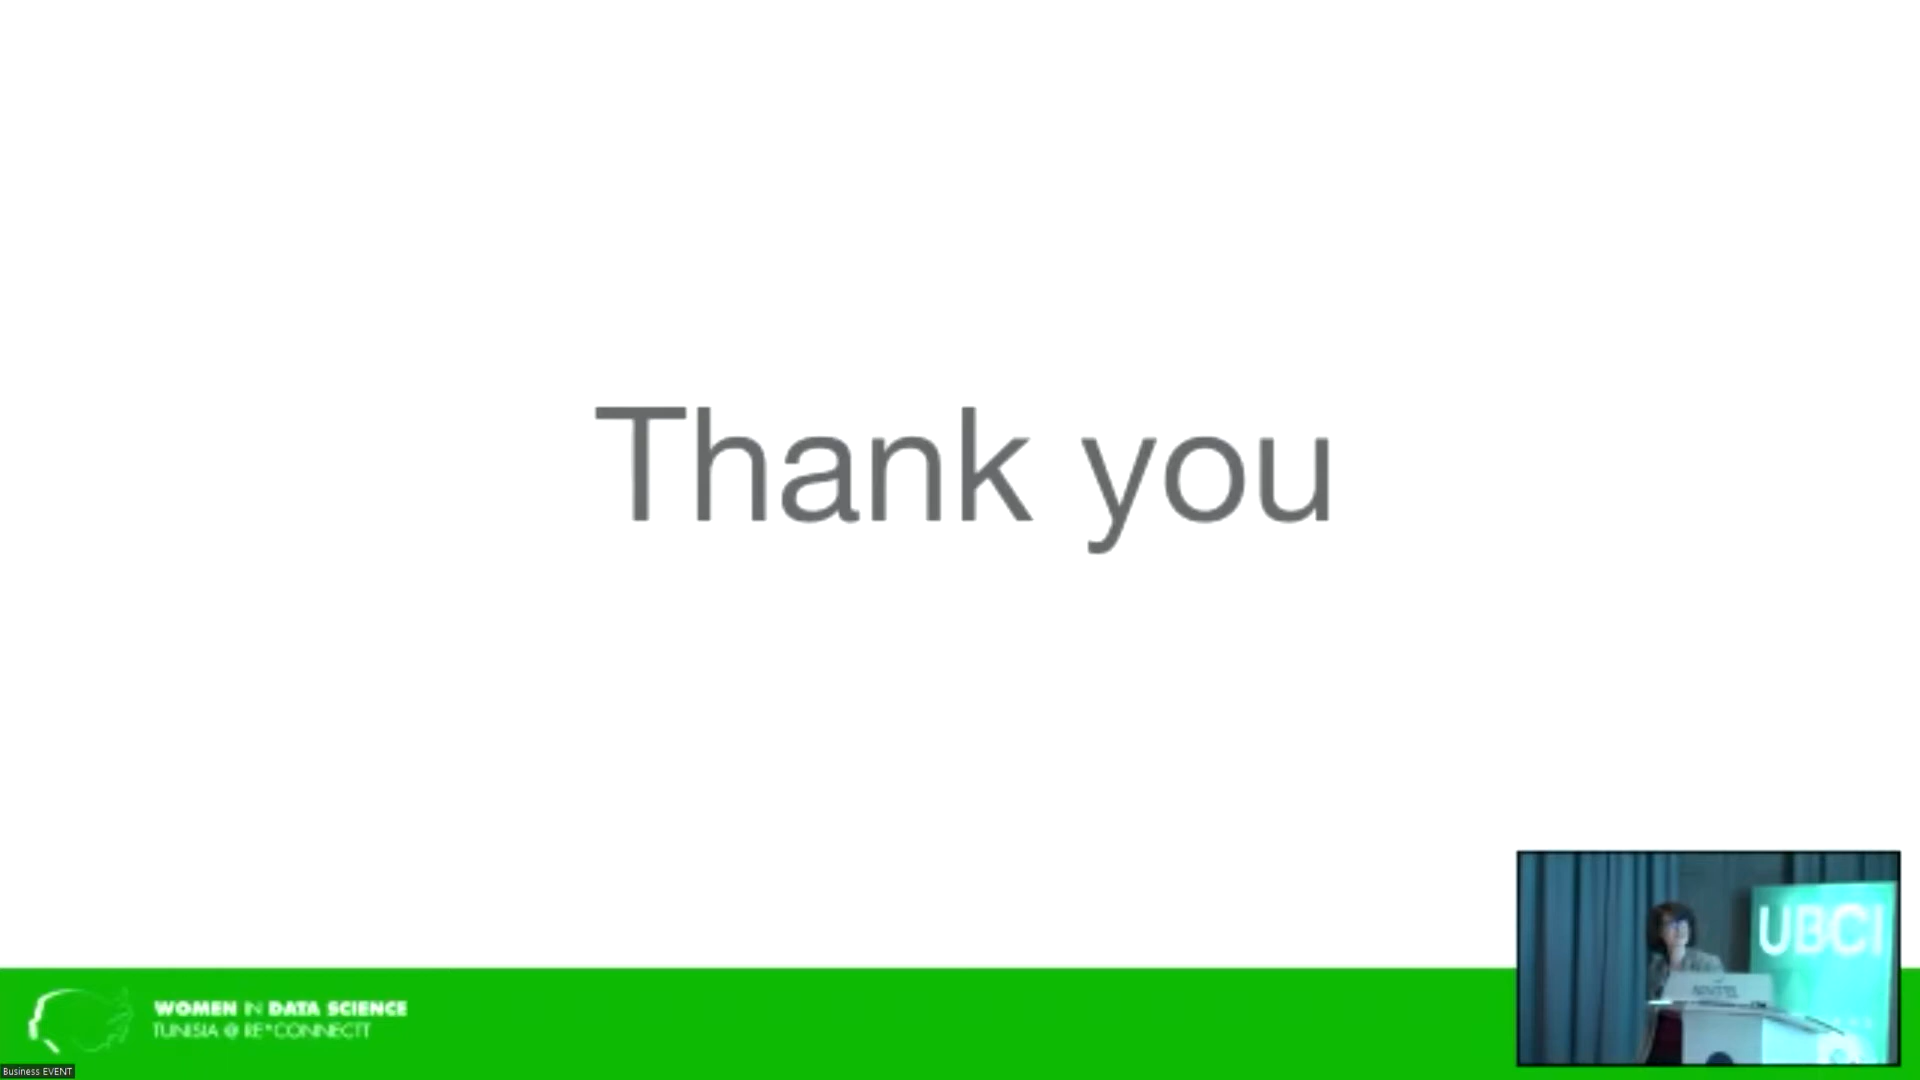 Thank you
UBCI
WOMEN IN DATA SCIENCE
TUNISIA @ RE*CONNECTT
Business EVENT